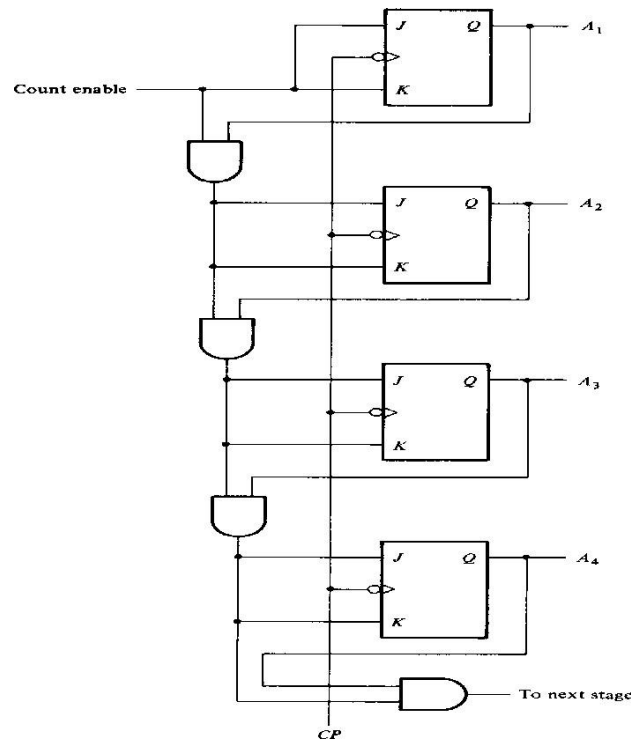 J Q A₁
Count enable
K
J Q A₂
K
J Q A₃
K
J Q A₄
K
To next stage
CP